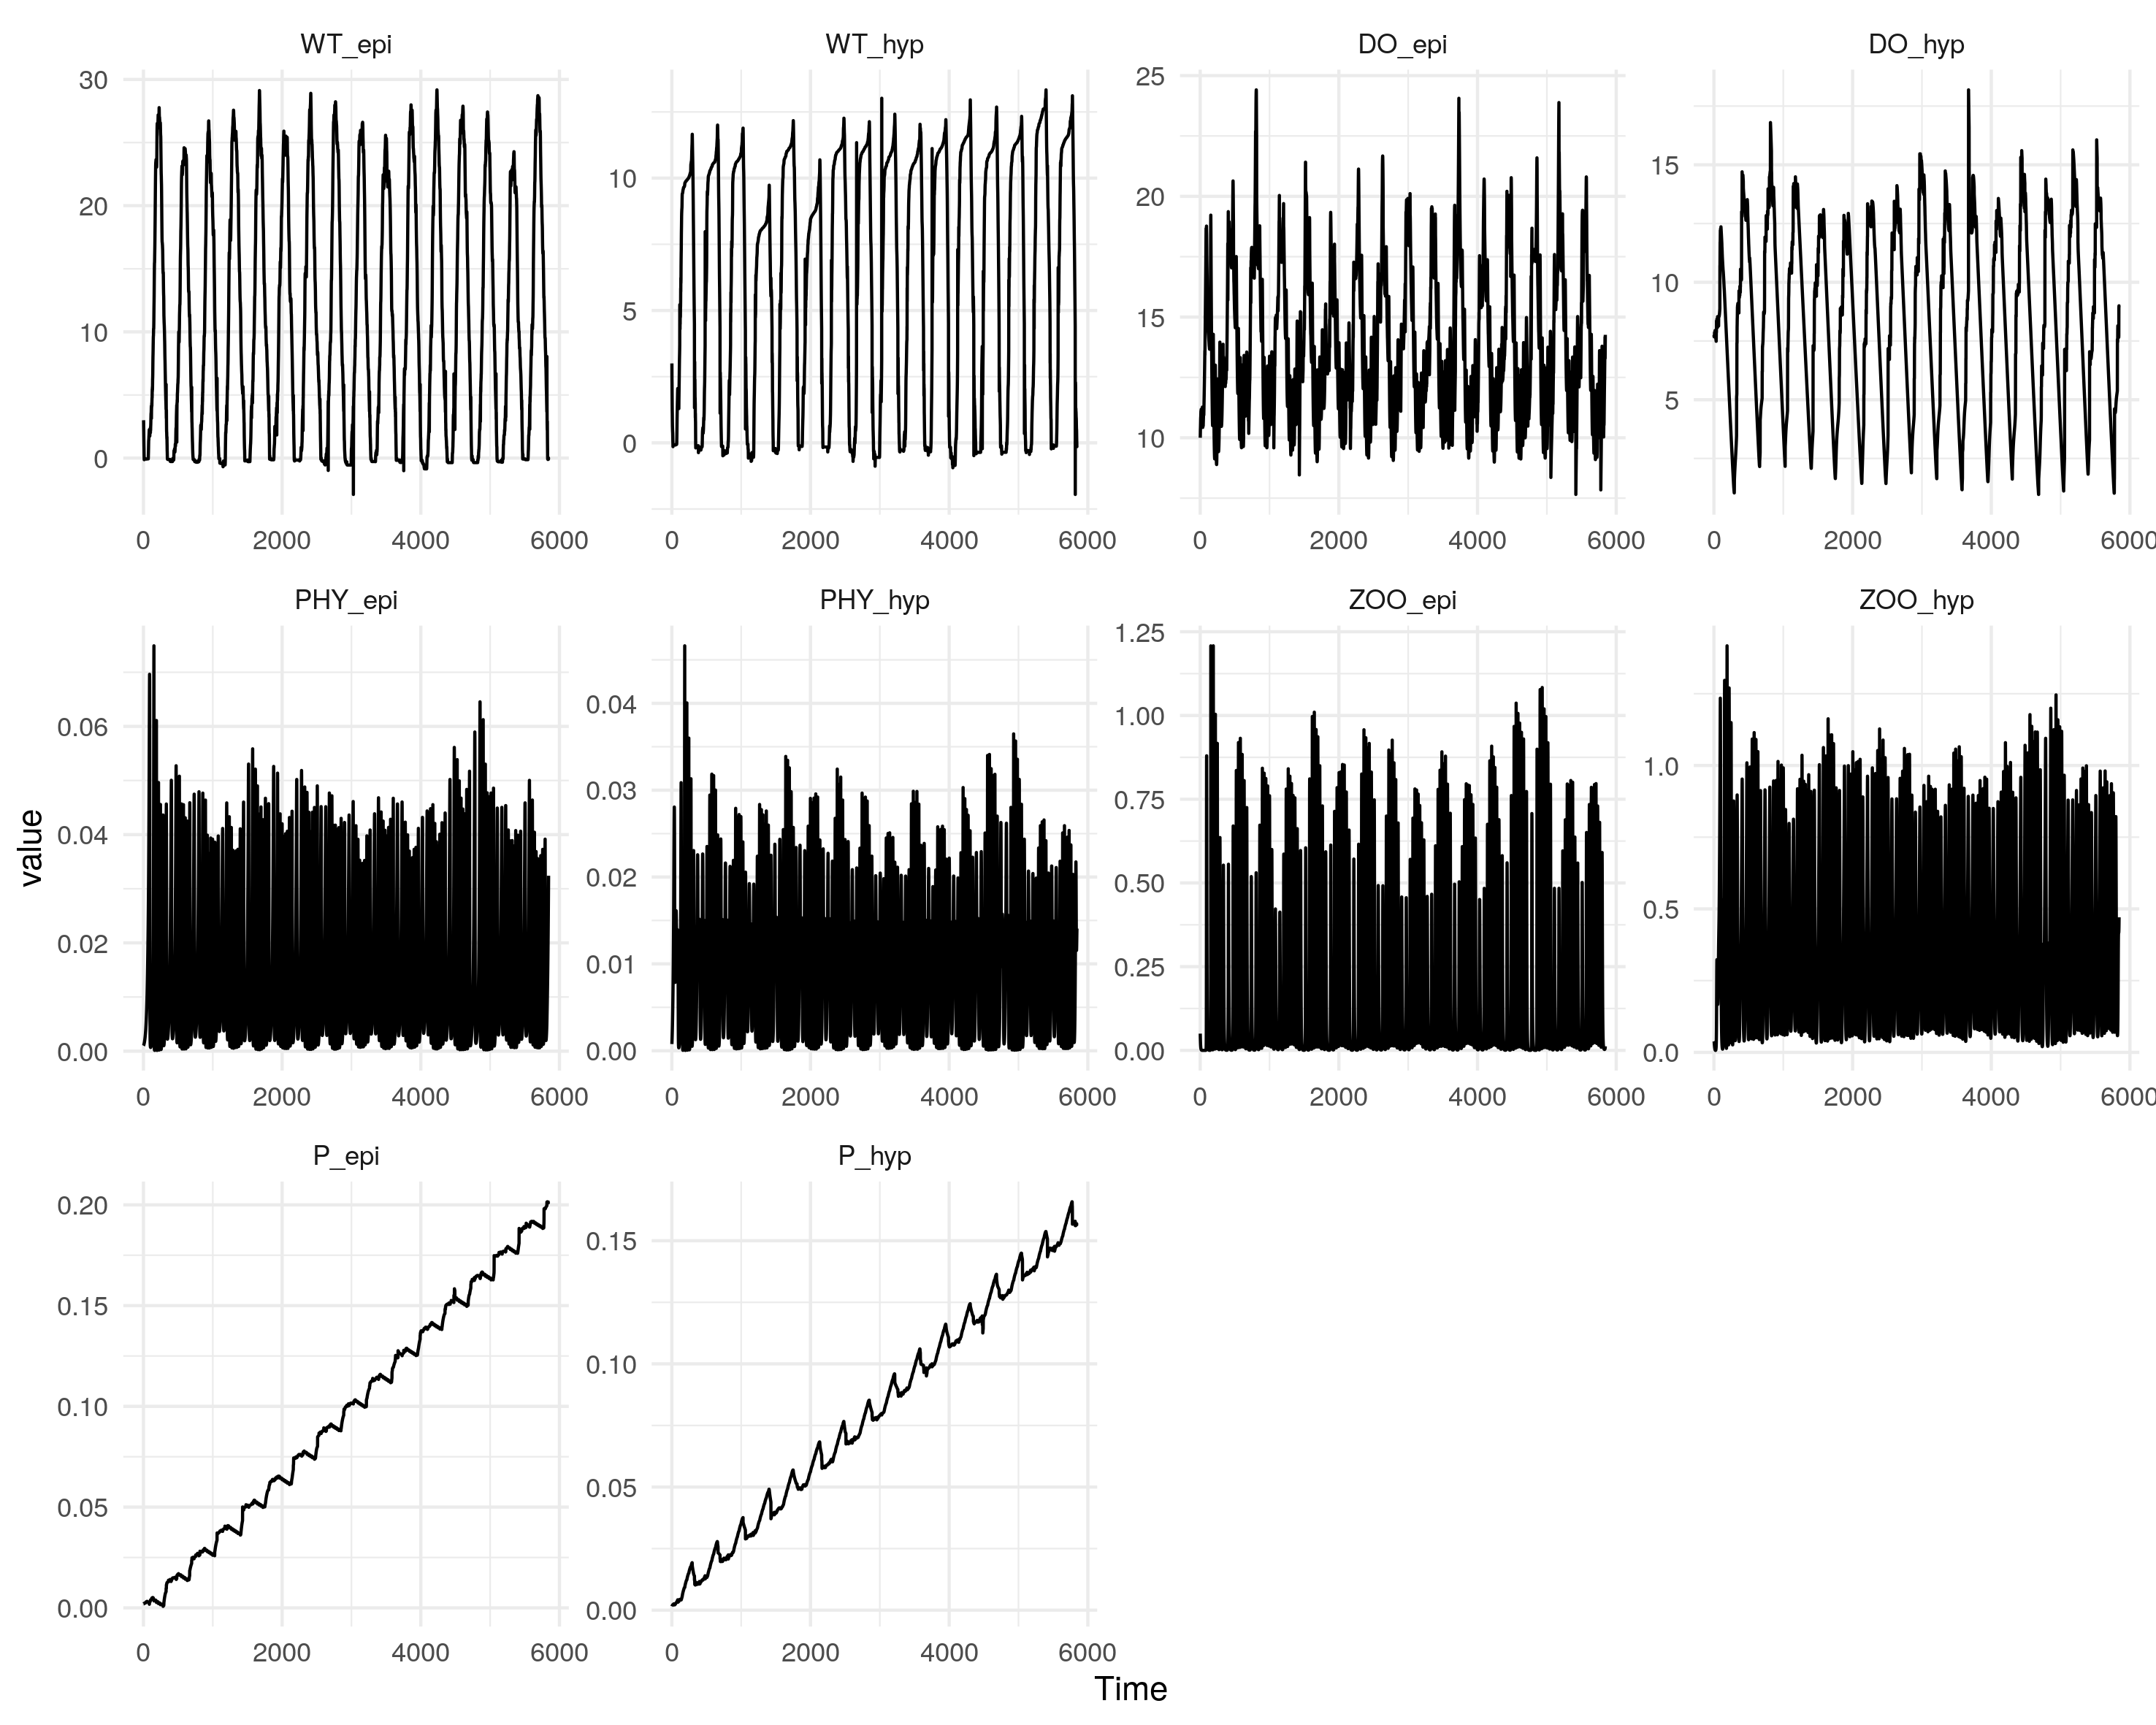 WT_epi WT_hyp DO_epi DO_hyp
30 25
20 10 20 15
10 5 15 10
0 0 10 5
0 2000 4000 6000 0 2000 4000 6000 0 2000 4000 6000 0 2000 4000 6000
PHY_epi PHY_hyp ZOO_epi ZOO_hyp
1.25
0.06 0.04 1.00 1.0
0.04 0.03 0.75
0.02 0.50 0.5
0.02 0.01 0.25
0.00 0.00 0.00 0.0
0 2000 4000 6000 0 2000 4000 6000 0 2000 4000 6000 0 2000 4000 6000
value
P_epi P_hyp
0.20 0.15
0.15 0.10
0.10 0.05
0.05
0.00 0.00
0 2000 4000 6000 0 2000 4000 6000
Time